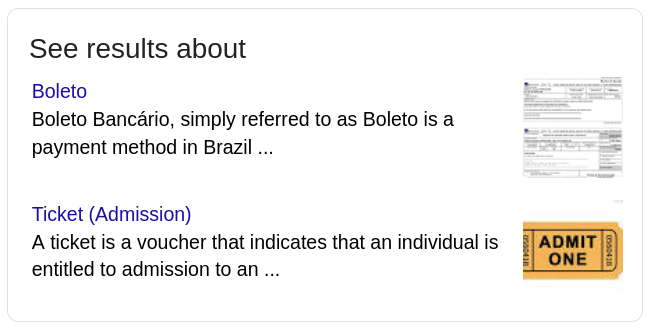 See results about
Boleto
Boleto Bancário, simply referred to as Boleto is a
payment method in Brazil ...
Ticket (Admission)
A ticket is a voucher that indicates that an individual is
entitled to admission to an ...
ADMIT
ONE